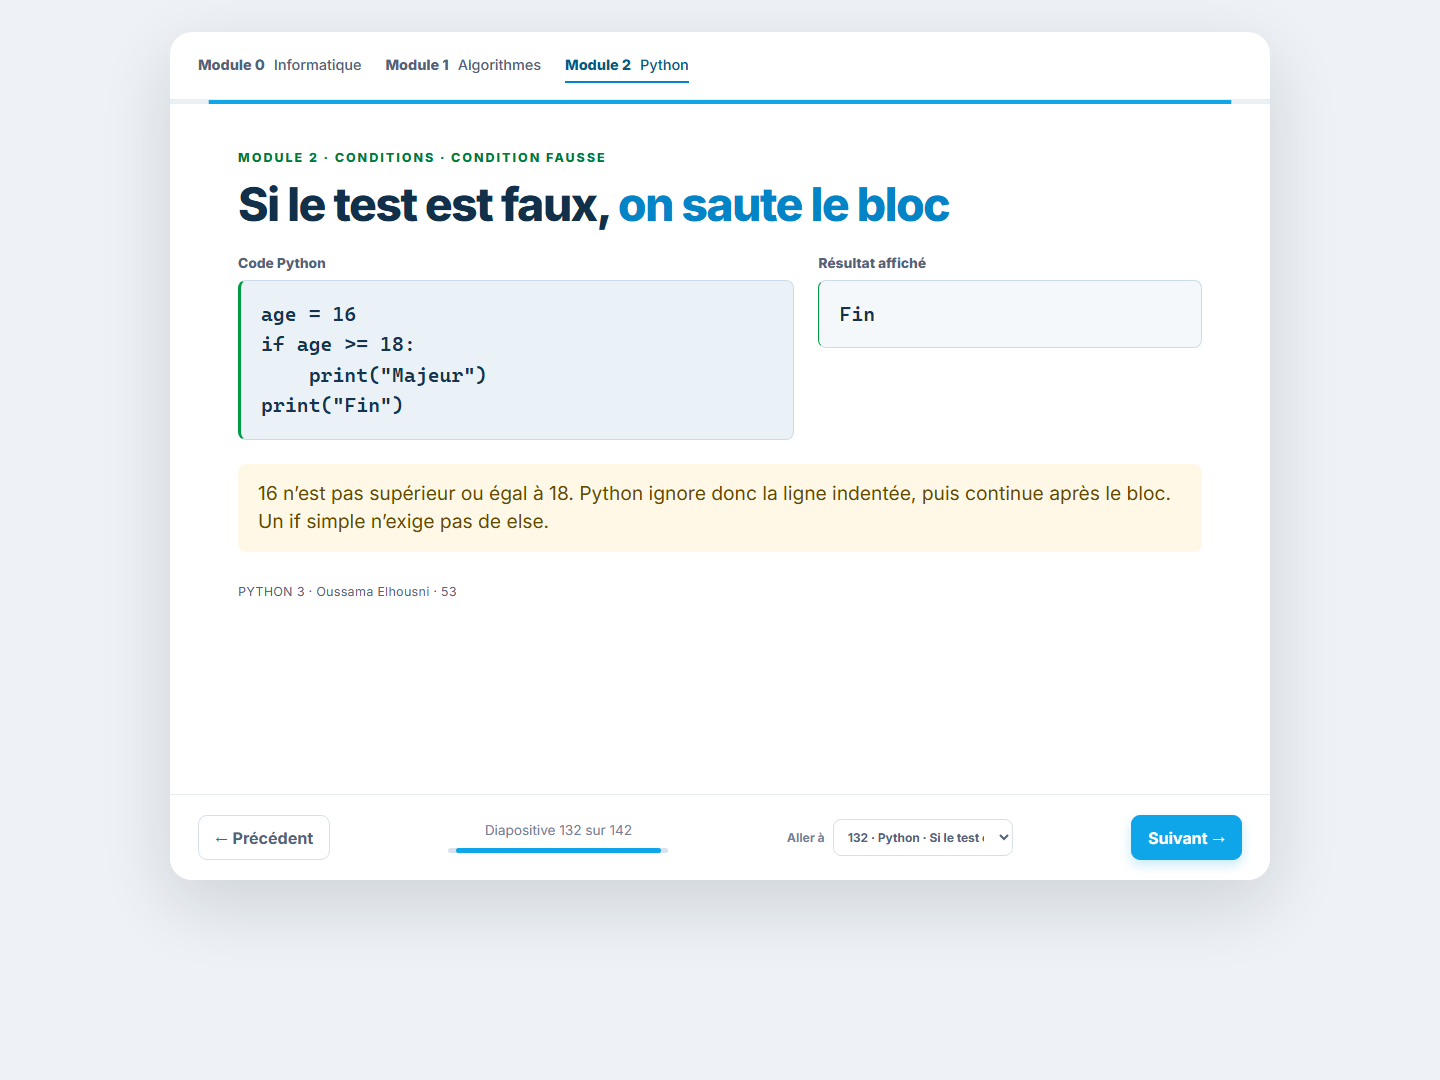 Module 0 Informatique Module 1 Algorithmes Module 2 Python
MODULE 2 · CONDITIONS · CONDITION FAUSSE
Si le test est faux, on saute le bloc
Code Python
age = 16
if age >= 18:
    print("Majeur")
print("Fin")
Résultat affiché
Fin
16 n’est pas supérieur ou égal à 18. Python ignore donc la ligne indentée, puis continue après le bloc.
Un if simple n’exige pas de else.
PYTHON 3 · Oussama Elhousni · 53
← Précédent
Diapositive 132 sur 142
Aller à
132 · Python · Si le test
Suivant →